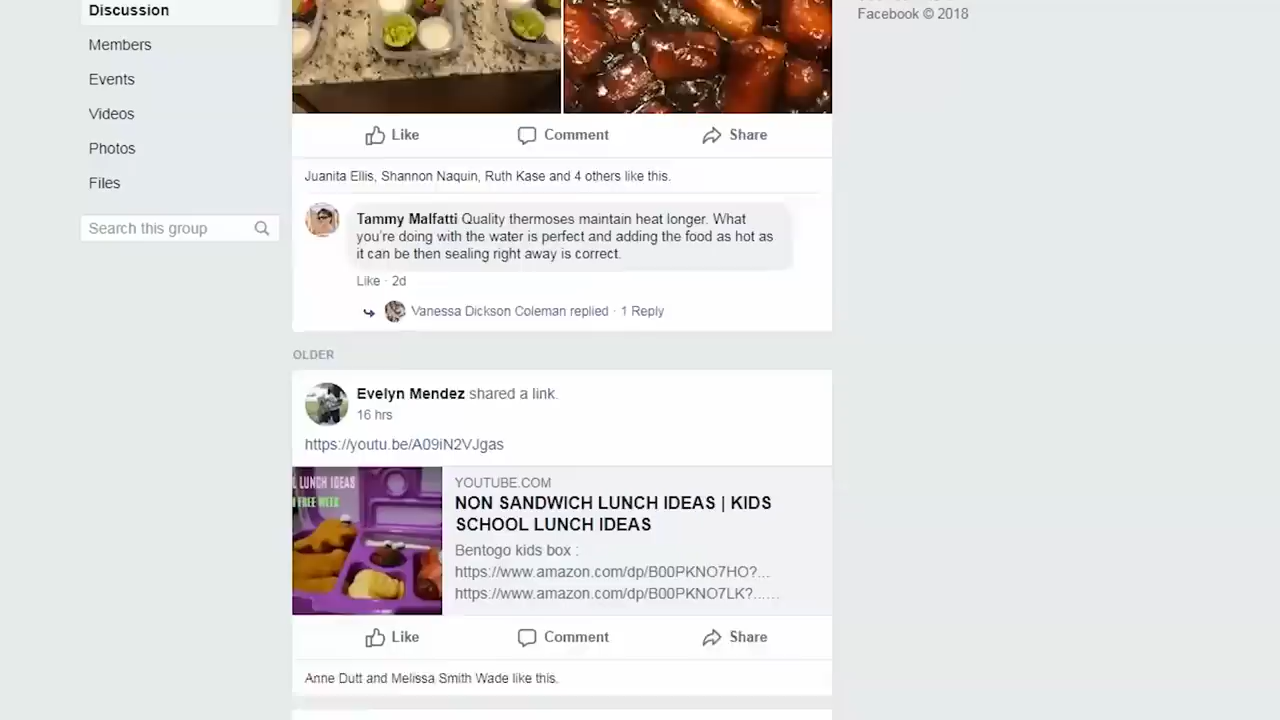 Discussion
Members
Events
Videos
Photos
Files
Search this group
Facebook © 2018
Like Comment Share
Juanita Ellis, Shannon Naquin, Ruth Kase and 4 others like this.
Tammy Malfatti Quality thermoses maintain heat longer. What
you're doing with the water is perfect and adding the food as hot as
it can be then sealing right away is correct.
Like · 2d
Vanessa Dickson Coleman replied · 1 Reply
OLDER
Evelyn Mendez shared a link.
16 hrs
https://youtu.be/A09iN2VJgas
L LUNCH IDEAS
FREE WEEK
YOUTUBE.COM
NON SANDWICH LUNCH IDEAS | KIDS
SCHOOL LUNCH IDEAS
Bentogo kids box :
https://www.amazon.com/dp/B00PKNO7HO?...
https://www.amazon.com/dp/B00PKNO7LK?......
Like Comment Share
Anne Dutt and Melissa Smith Wade like this.